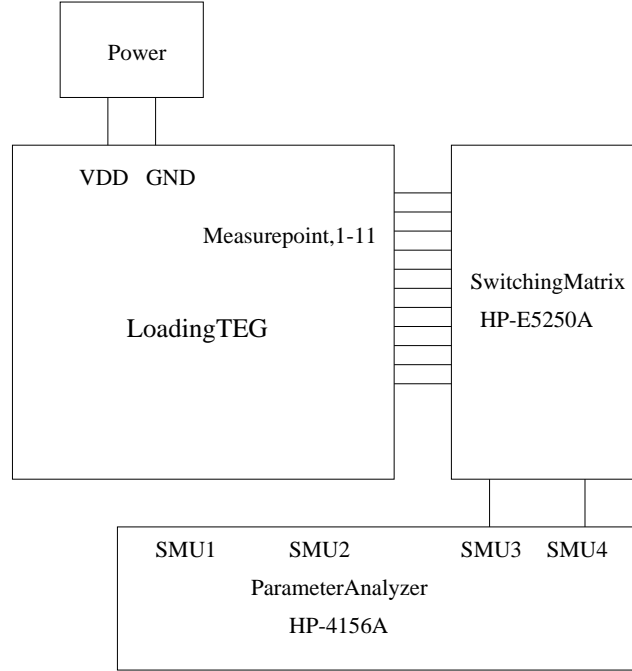 Power
VDD GND
Measurepoint,1-11
LoadingTEG
SwitchingMatrix
HP-E5250A
SMU1 SMU2 SMU3 SMU4
ParameterAnalyzer
HP-4156A